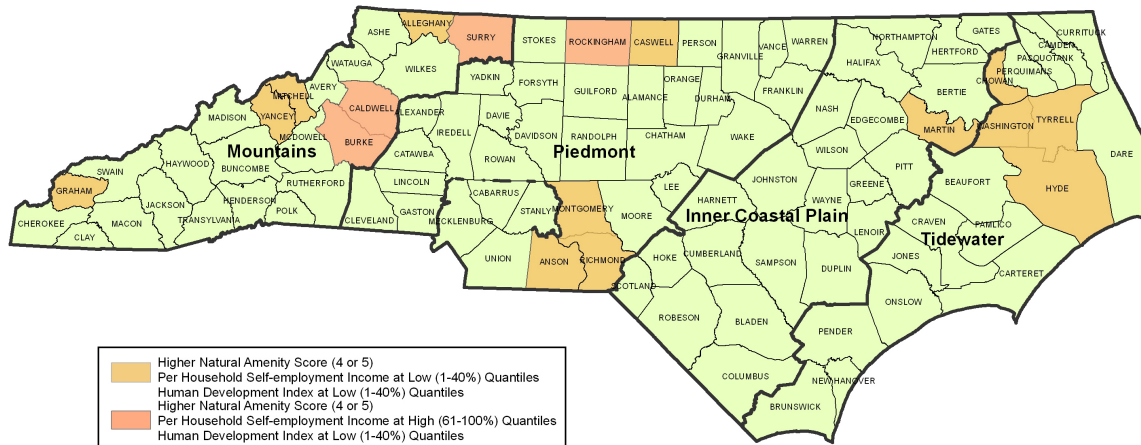 ALLEGHANY
ASHE
SURRY
STOKES
ROCKINGHAM
CASWELL
PERSON
GRANVILLE
VANCE
WARREN
NORTHAMPTON
GATES
CURRITUCK
CAMDEN
PASQUOTANK
PERQUIMANS
CHOWAN
HERTFORD
HALIFAX
BERTIE
WATAUGA
WILKES
YADKIN
FORSYTH
GUILFORD
ALAMANCE
ORANGE
DURHAM
FRANKLIN
NASH
EDGECOMBE
MARTIN
WASHINGTON
TYRRELL
DARE
MITCHELL
AVERY
CALDWELL
ALEXANDER
IREDELL
DAVIE
DAVIDSON
RANDOLPH
CHATHAM
WAKE
WILSON
PITT
BEAUFORT
HYDE
MADISON
YANCEY
MCDOWELL
BURKE
CATAWBA
ROWAN
Mountains
Piedmont
SWAIN
HAYWOOD
BUNCOMBE
RUTHERFORD
LINCOLN
CABARRUS
STANLY
MONTGOMERY
MOORE
LEE
HARNETT
JOHNSTON
WAYNE
GREENE
LENOIR
CRAVEN
PAMLICO
GRAHAM
CHEROKEE
CLAY
MACON
JACKSON
TRANSYLVANIA
HENDERSON
POLK
CLEVELAND
GASTON
MECKLENBURG
UNION
ANSON
RICHMOND
SCOTLAND
HOKE
CUMBERLAND
SAMPSON
DUPLIN
JONES
CARTERET
ONSLOW
Inner Coastal Plain
Tidewater
ROBESON
BLADEN
PENDER
COLUMBUS
NEW HANOVER
BRUNSWICK
Higher Natural Amenity Score (4 or 5)
Per Household Self-employment Income at Low (1-40%) Quantiles
Human Development Index at Low (1-40%) Quantiles
Higher Natural Amenity Score (4 or 5)
Per Household Self-employment Income at High (61-100%) Quantiles
Human Development Index at Low (1-40%) Quantiles